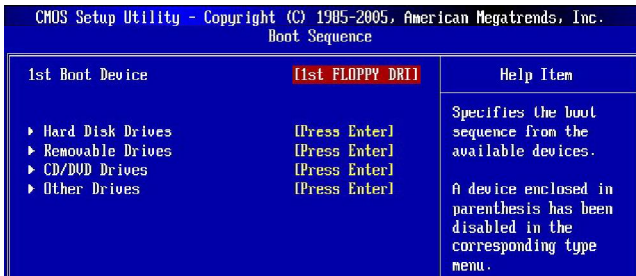 CMOS Setup Utility - Copyright (C) 1985-2005, American Megatrends, Inc.
Boot Sequence
1st Boot Device [1st FLOPPY DRI]
Hard Disk Drives [Press Enter]
Removable Drives [Press Enter]
CD/DVD Drives [Press Enter]
Other Drives [Press Enter]
Help Item
Specifies the boot
sequence from the
available devices.
A device enclosed in
parenthesis has been
disabled in the
corresponding type
menu.